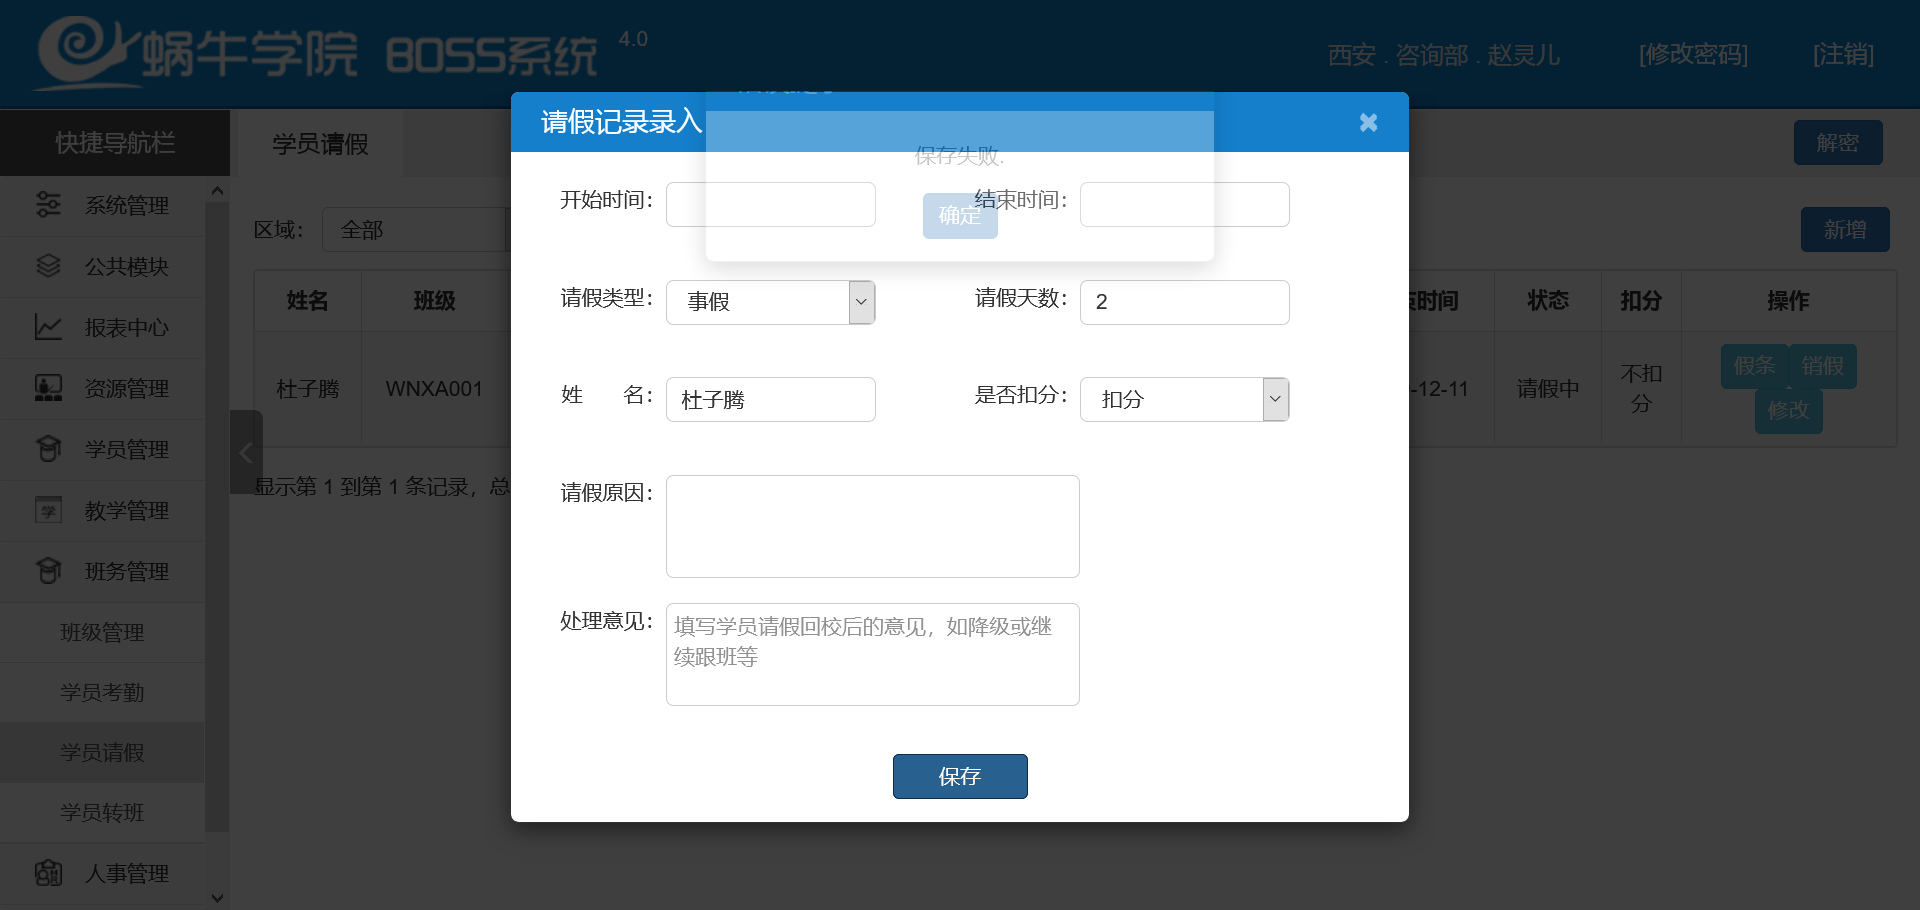 蜗牛学院 BOSS系统 4.0
西安 . 咨询部 . 赵灵儿 [修改密码] [注销]
快捷导航栏
学员请假
解密
系统管理
公共模块
报表中心
资源管理
学员管理
教学管理
班务管理
班级管理
学员考勤
学员请假
学员转班
人事管理
区域： 全部
新增
姓名 班级 时间 状态 扣分 操作
杜子腾 WNXA001 -12-11 请假中 不扣分 假条 销假 修改
显示第 1 到第 1 条记录，总
请假记录录入 ×
保存失败.
确定
开始时间： 结束时间：
请假类型： 事假 请假天数： 2
姓 名： 杜子腾 是否扣分： 扣分
请假原因：
处理意见： 填写学员请假回校后的意见，如降级或继
续跟班等
保存